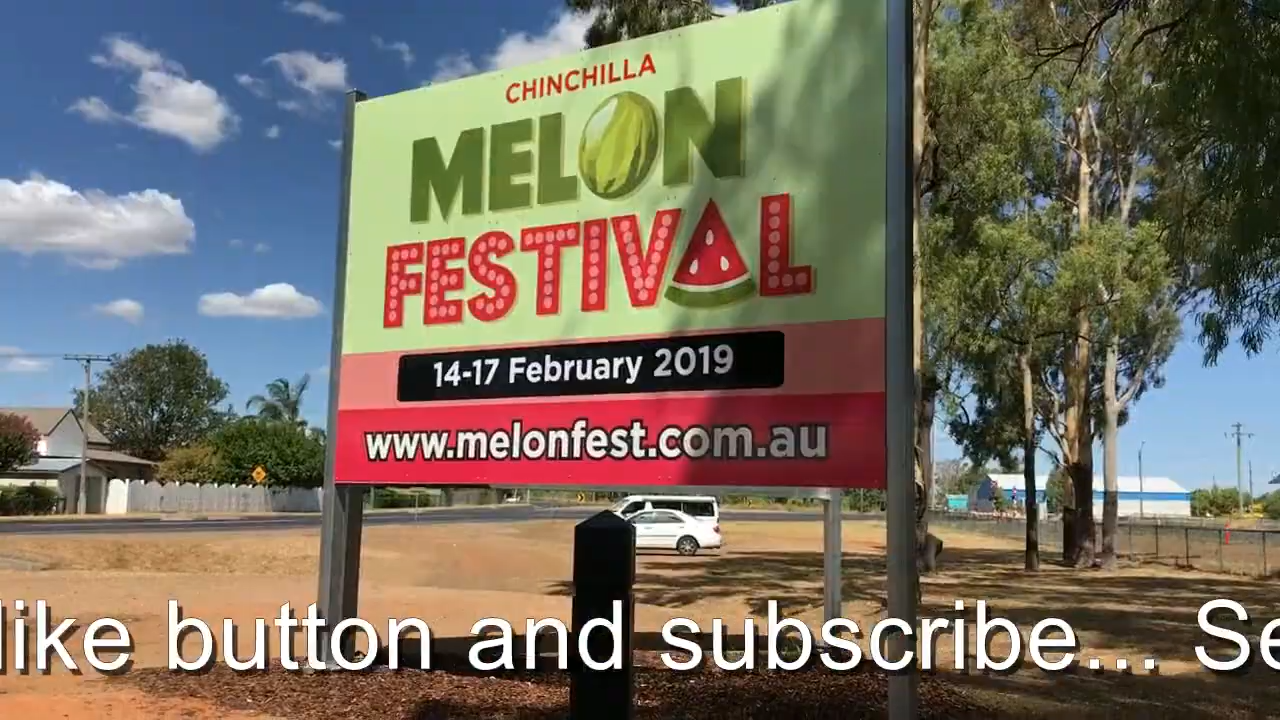 CHINCHILLA
MELON
FESTIVAL
14-17 February 2019
www.melonfest.com.au
like button and subscribe... Se